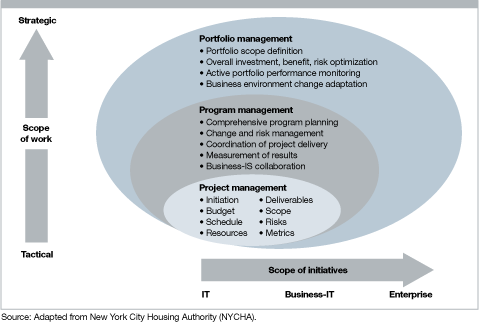 Strategic
Portfolio management
• Portfolio scope definition
• Overall investment, benefit, risk optimization
• Active portfolio performance monitoring
• Business environment change adaptation
Scope
of work
Program management
• Comprehensive program planning
• Change and risk management
• Coordination of project delivery
• Measurement of results
• Business-IS collaboration
Project management
• Initiation • Deliverables
• Budget • Scope
• Schedule • Risks
• Resources • Metrics
Tactical
Scope of initiatives
IT Business-IT Enterprise
Source: Adapted from New York City Housing Authority (NYCHA).